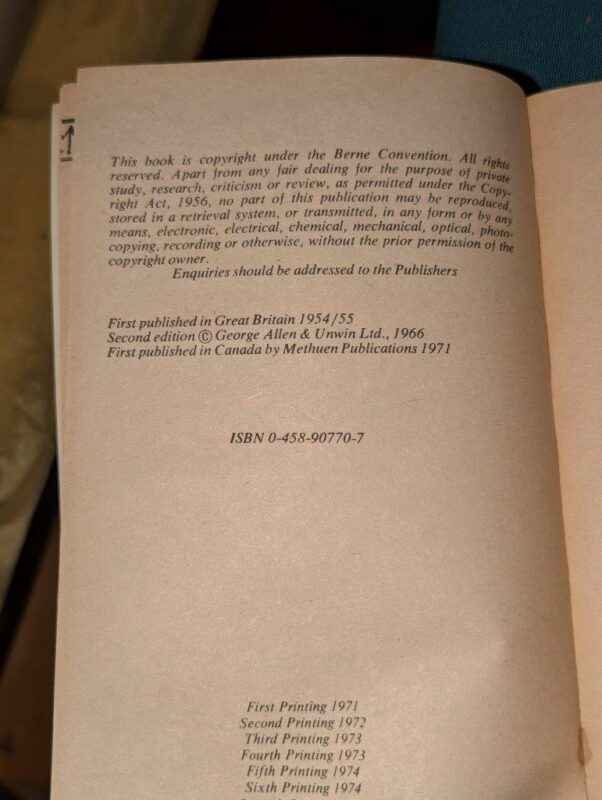 This book is copyright under the Berne Convention. All rights
reserved. Apart from any fair dealing for the purpose of private
study, research, criticism or review, as permitted under the Copy-
right Act, 1956, no part of this publication may be reproduced,
stored in a retrieval system, or transmitted, in any form or by any
means, electronic, electrical, chemical, mechanical, optical, photo-
copying, recording or otherwise, without the prior permission of the
copyright owner.
Enquiries should be addressed to the Publishers
First published in Great Britain 1954/55
Second edition © George Allen & Unwin Ltd., 1966
First published in Canada by Methuen Publications 1971
ISBN 0-458-90770-7
First Printing 1971
Second Printing 1972
Third Printing 1973
Fourth Printing 1973
Fifth Printing 1974
Sixth Printing 1974